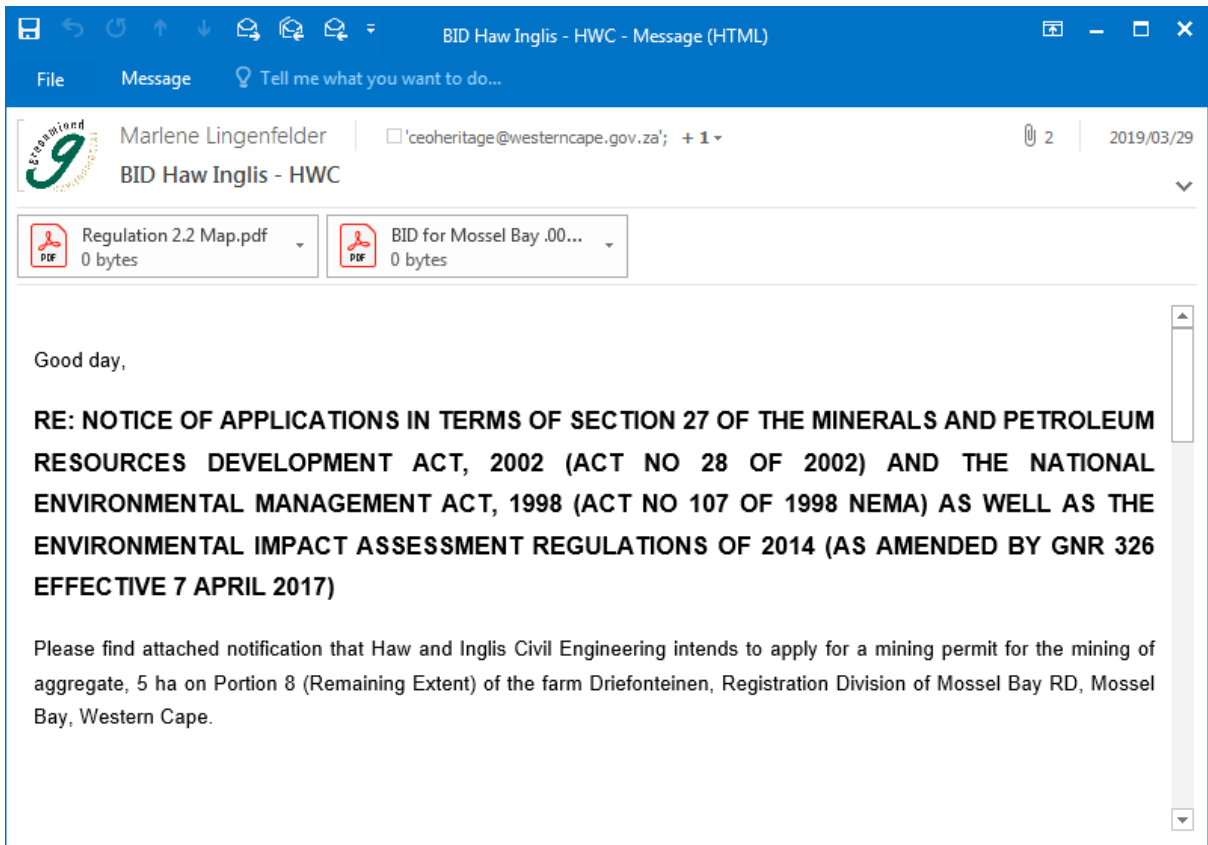 BID Haw Inglis - HWC - Message (HTML)
File Message Tell me what you want to do...
Marlene Lingenfelder 'ceoheritage@westerncape.gov.za'; + 1 2 2019/03/29
BID Haw Inglis - HWC
Regulation 2.2 Map.pdf
0 bytes
BID for Mossel Bay .00...
0 bytes
Good day,
RE: NOTICE OF APPLICATIONS IN TERMS OF SECTION 27 OF THE MINERALS AND PETROLEUM
RESOURCES DEVELOPMENT ACT, 2002 (ACT NO 28 OF 2002) AND THE NATIONAL
ENVIRONMENTAL MANAGEMENT ACT, 1998 (ACT NO 107 OF 1998 NEMA) AS WELL AS THE
ENVIRONMENTAL IMPACT ASSESSMENT REGULATIONS OF 2014 (AS AMENDED BY GNR 326
EFFECTIVE 7 APRIL 2017)
Please find attached notification that Haw and Inglis Civil Engineering intends to apply for a mining permit for the mining of
aggregate, 5 ha on Portion 8 (Remaining Extent) of the farm Driefonteinen, Registration Division of Mossel Bay RD, Mossel
Bay, Western Cape.